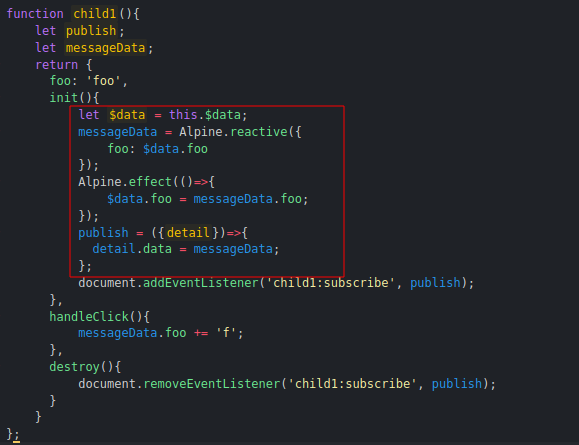 function child1(){
    let publish;
    let messageData;
    return {
      foo: 'foo',
      init(){
          let $data = this.$data;
          messageData = Alpine.reactive({
              foo: $data.foo
          });
          Alpine.effect(()=>{
              $data.foo = messageData.foo;
          });
          publish = ({detail})=>{
            detail.data = messageData;
          };
          document.addEventListener('child1:subscribe', publish);
      },
      handleClick(){
          messageData.foo += 'f';
      },
      destroy(){
          document.removeEventListener('child1:subscribe', publish);
      }
    }
};